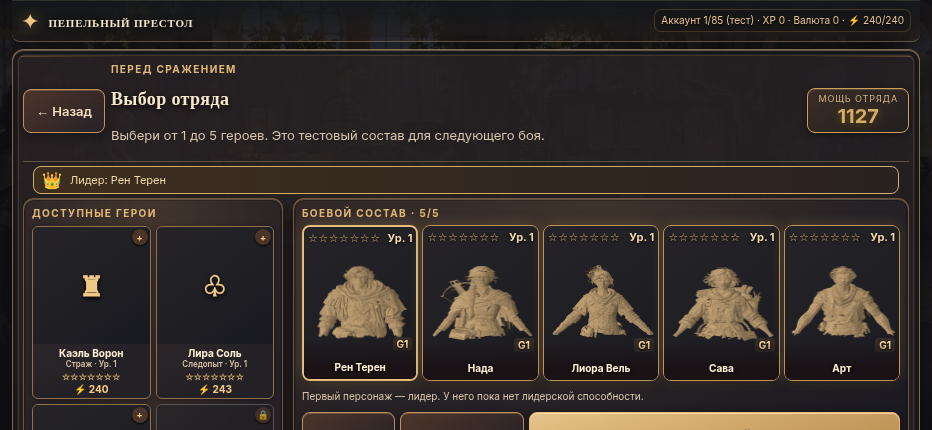 ПЕПЕЛЬНЫЙ ПРЕСТОЛ
Аккаунт 1/85 (тест) · XP 0 · Валюта 0 · ⚡ 240/240
ПЕРЕД СРАЖЕНИЕМ
← Назад
Выбор отряда
Выбери от 1 до 5 героев. Это тестовый состав для следующего боя.
МОЩЬ ОТРЯДА
1127
Лидер: Рен Терен
ДОСТУПНЫЕ ГЕРОИ
+
Каэль Ворон
Страж · Ур. 1
☆☆☆☆☆☆☆
⚡ 240
+
Лира Соль
Следопыт · Ур. 1
☆☆☆☆☆☆☆
⚡ 243
+
БОЕВОЙ СОСТАВ · 5/5
☆☆☆☆☆☆☆ Ур. 1
G1
Рен Терен
☆☆☆☆☆☆☆ Ур. 1
G1
Нада
☆☆☆☆☆☆☆ Ур. 1
G1
Лиора Вель
☆☆☆☆☆☆☆ Ур. 1
G1
Сава
☆☆☆☆☆☆☆ Ур. 1
G1
Арт
Первый персонаж — лидер. У него пока нет лидерской способности.